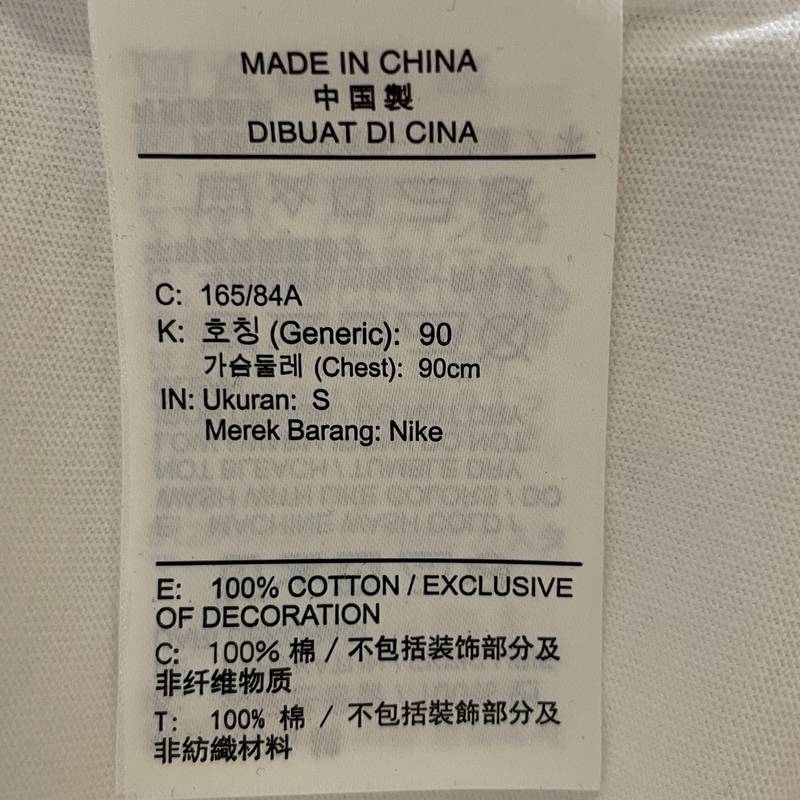 MADE IN CHINA
中国製
DIBUAT DI CINA
C: 165/84A
K: 호칭 (Generic): 90
가슴둘레 (Chest): 90cm
IN: Ukuran: S
Merek Barang: Nike
E: 100% COTTON / EXCLUSIVE
OF DECORATION
C: 100% 棉 / 不包括装饰部分及
非纤维物质
T: 100% 棉 / 不包括裝飾部分及
非紡織材料